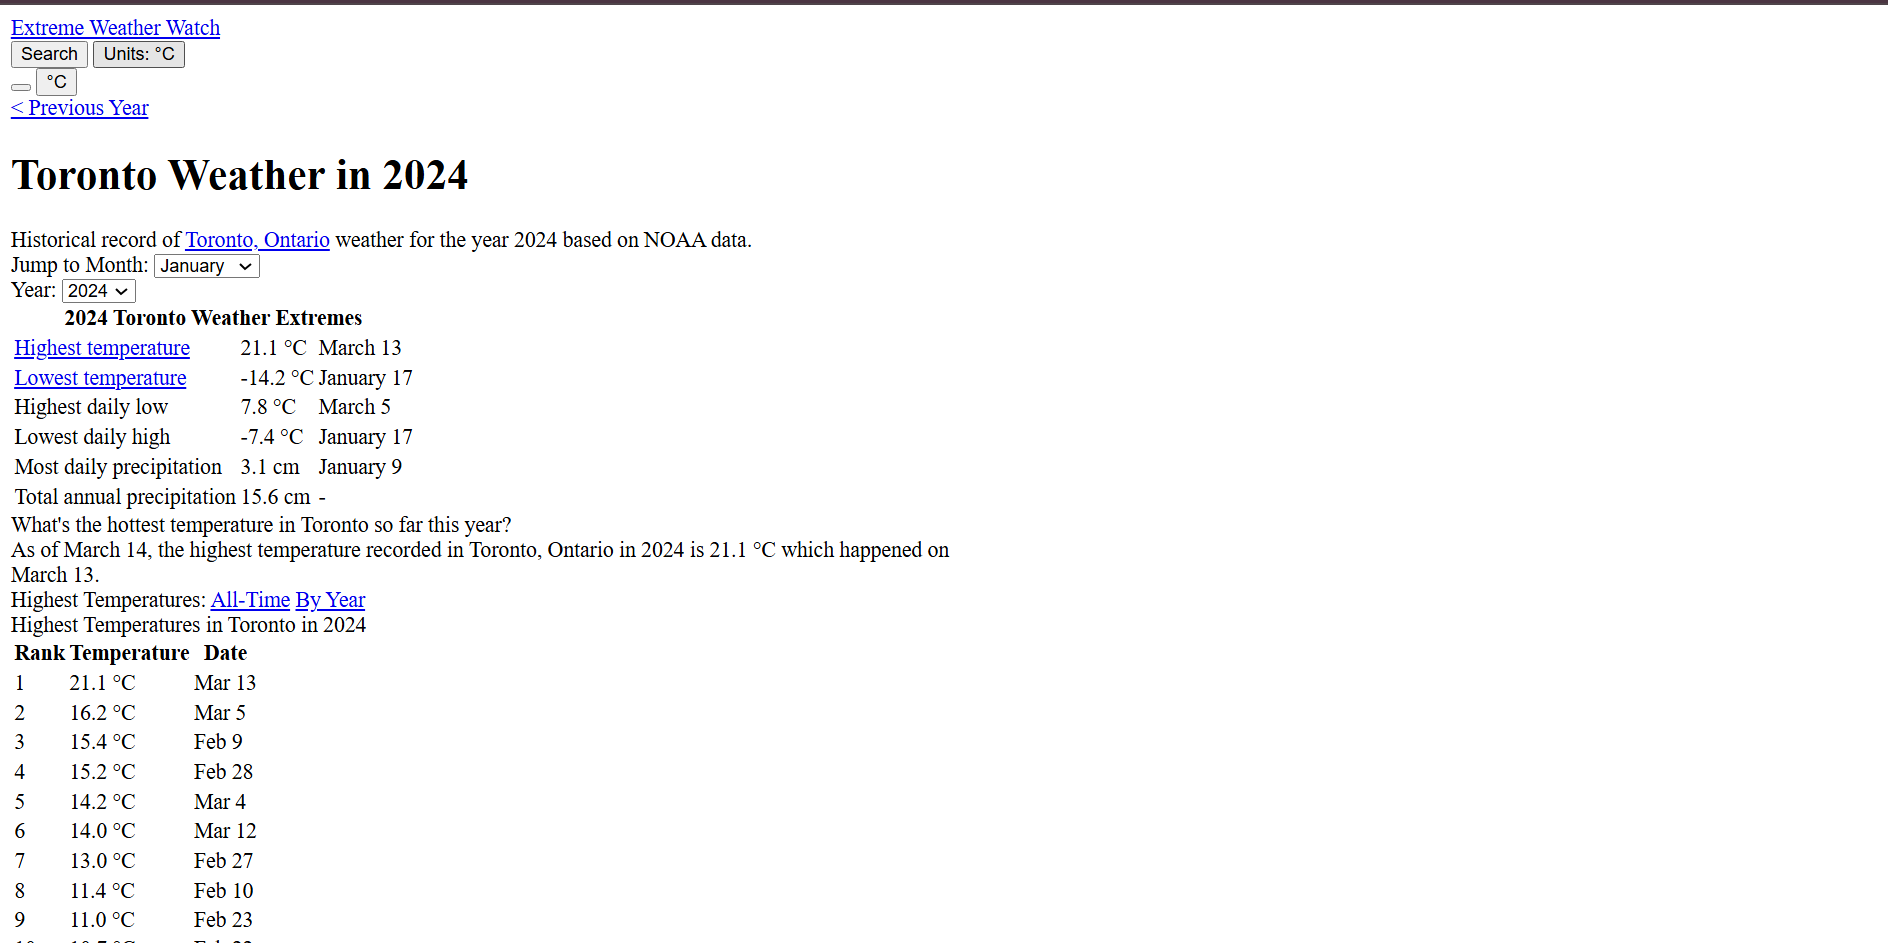 Extreme Weather Watch
Search Units: °C
°C
< Previous Year
Toronto Weather in 2024
Historical record of Toronto, Ontario weather for the year 2024 based on NOAA data.
Jump to Month: January
Year: 2024
2024 Toronto Weather Extremes
Highest temperature 21.1 °C March 13
Lowest temperature -14.2 °C January 17
Highest daily low 7.8 °C March 5
Lowest daily high -7.4 °C January 17
Most daily precipitation 3.1 cm January 9
Total annual precipitation 15.6 cm -
What's the hottest temperature in Toronto so far this year?
As of March 14, the highest temperature recorded in Toronto, Ontario in 2024 is 21.1 °C which happened on
March 13.
Highest Temperatures: All-Time By Year
Highest Temperatures in Toronto in 2024
Rank Temperature Date
1 21.1 °C Mar 13
2 16.2 °C Mar 5
3 15.4 °C Feb 9
4 15.2 °C Feb 28
5 14.2 °C Mar 4
6 14.0 °C Mar 12
7 13.0 °C Feb 27
8 11.4 °C Feb 10
9 11.0 °C Feb 23